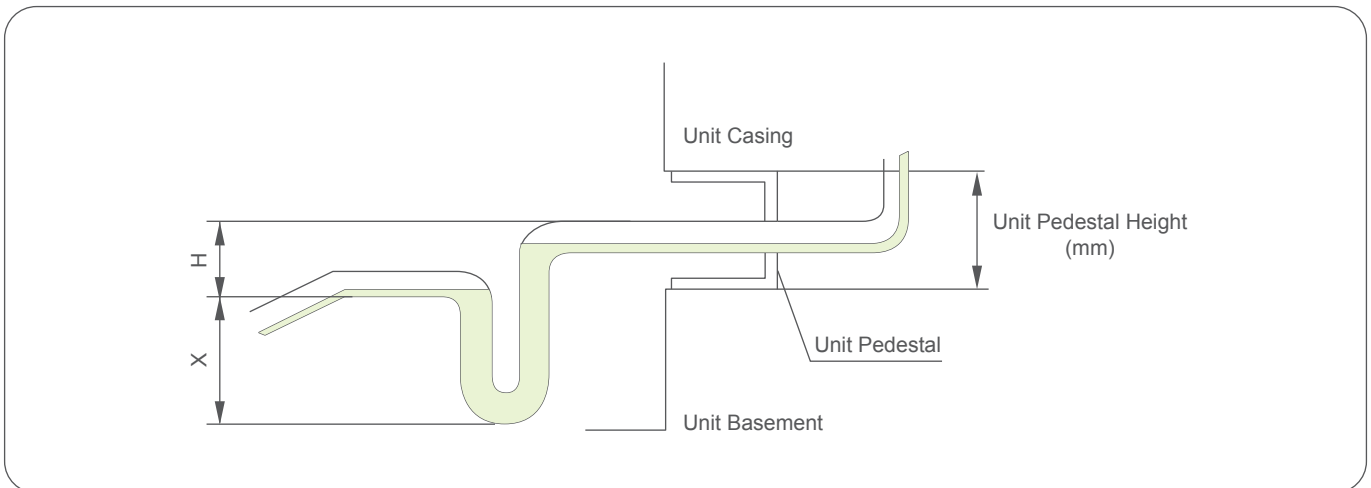 Unit Casing
H
Unit Pedestal Height
(mm)
X
Unit Pedestal
Unit Basement